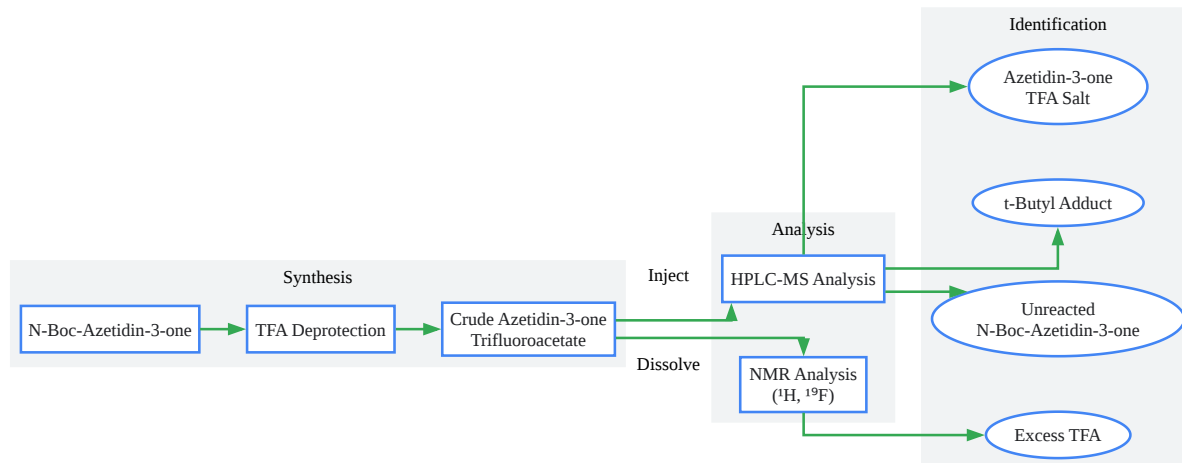 Identification
Azetidin-3-one
TFA Salt
t-Butyl Adduct
Analysis
Synthesis
Inject
HPLC-MS Analysis
N-Boc-Azetidin-3-one
TFA Deprotection
Crude Azetidin-3-one
Trifluoroacetate
Unreacted
N-Boc-Azetidin-3-one
Dissolve
NMR Analysis
(¹H, ¹⁹F)
Excess TFA